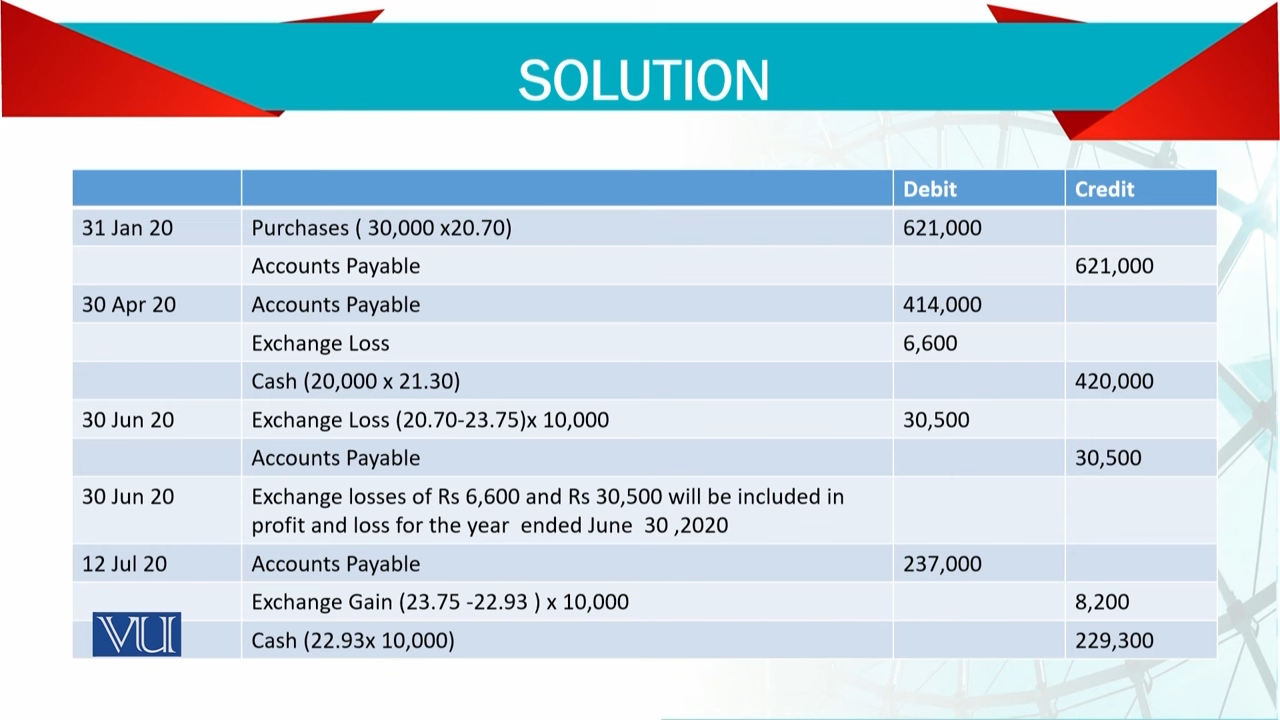 SOLUTION
Debit Credit
31 Jan 20 Purchases ( 30,000 x20.70) 621,000
Accounts Payable 621,000
30 Apr 20 Accounts Payable 414,000
Exchange Loss 6,600
Cash (20,000 x 21.30) 420,000
30 Jun 20 Exchange Loss (20.70-23.75)x 10,000 30,500
Accounts Payable 30,500
30 Jun 20 Exchange losses of Rs 6,600 and Rs 30,500 will be included in
profit and loss for the year ended June 30 ,2020
12 Jul 20 Accounts Payable 237,000
Exchange Gain (23.75 -22.93 ) x 10,000 8,200
VU Cash (22.93x 10,000) 229,300